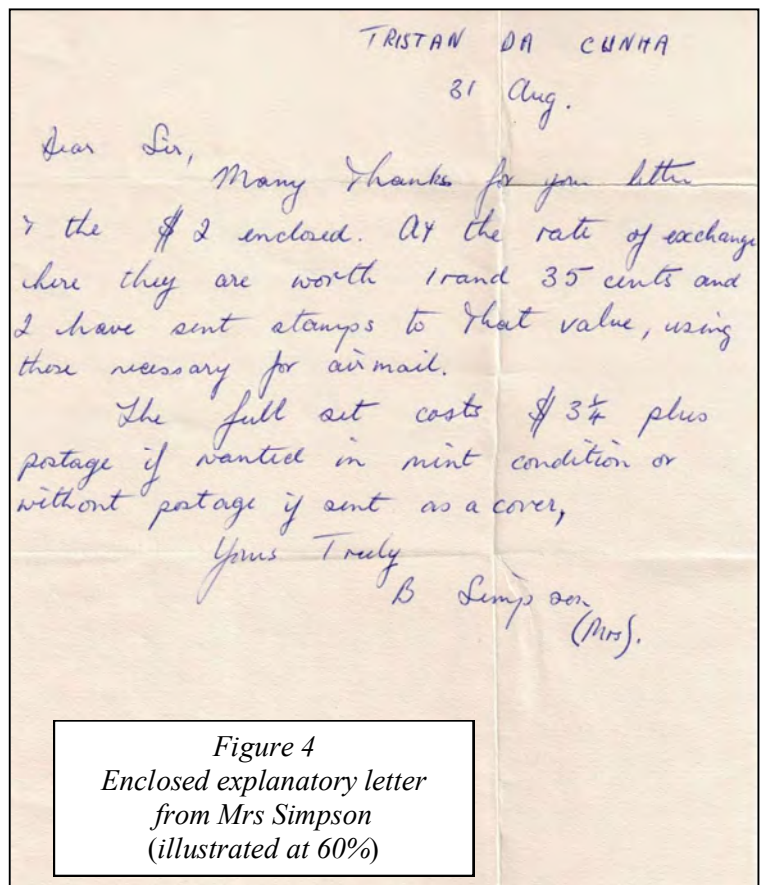 TRISTAN DA CUNHA
31 Aug.
Dear Sir,
Many Thanks for your letter
& the $2 enclosed. At the rate of exchange
here they are worth 1 rand 35 cents and
I have sent stamps to that value, using
those necessary for airmail.
The full set costs $3¼ plus
postage if wanted in mint condition or
without postage if sent as a cover,
Yours Truly
B Simpson
(Mrs).
Figure 4
Enclosed explanatory letter
from Mrs Simpson
(illustrated at 60%)